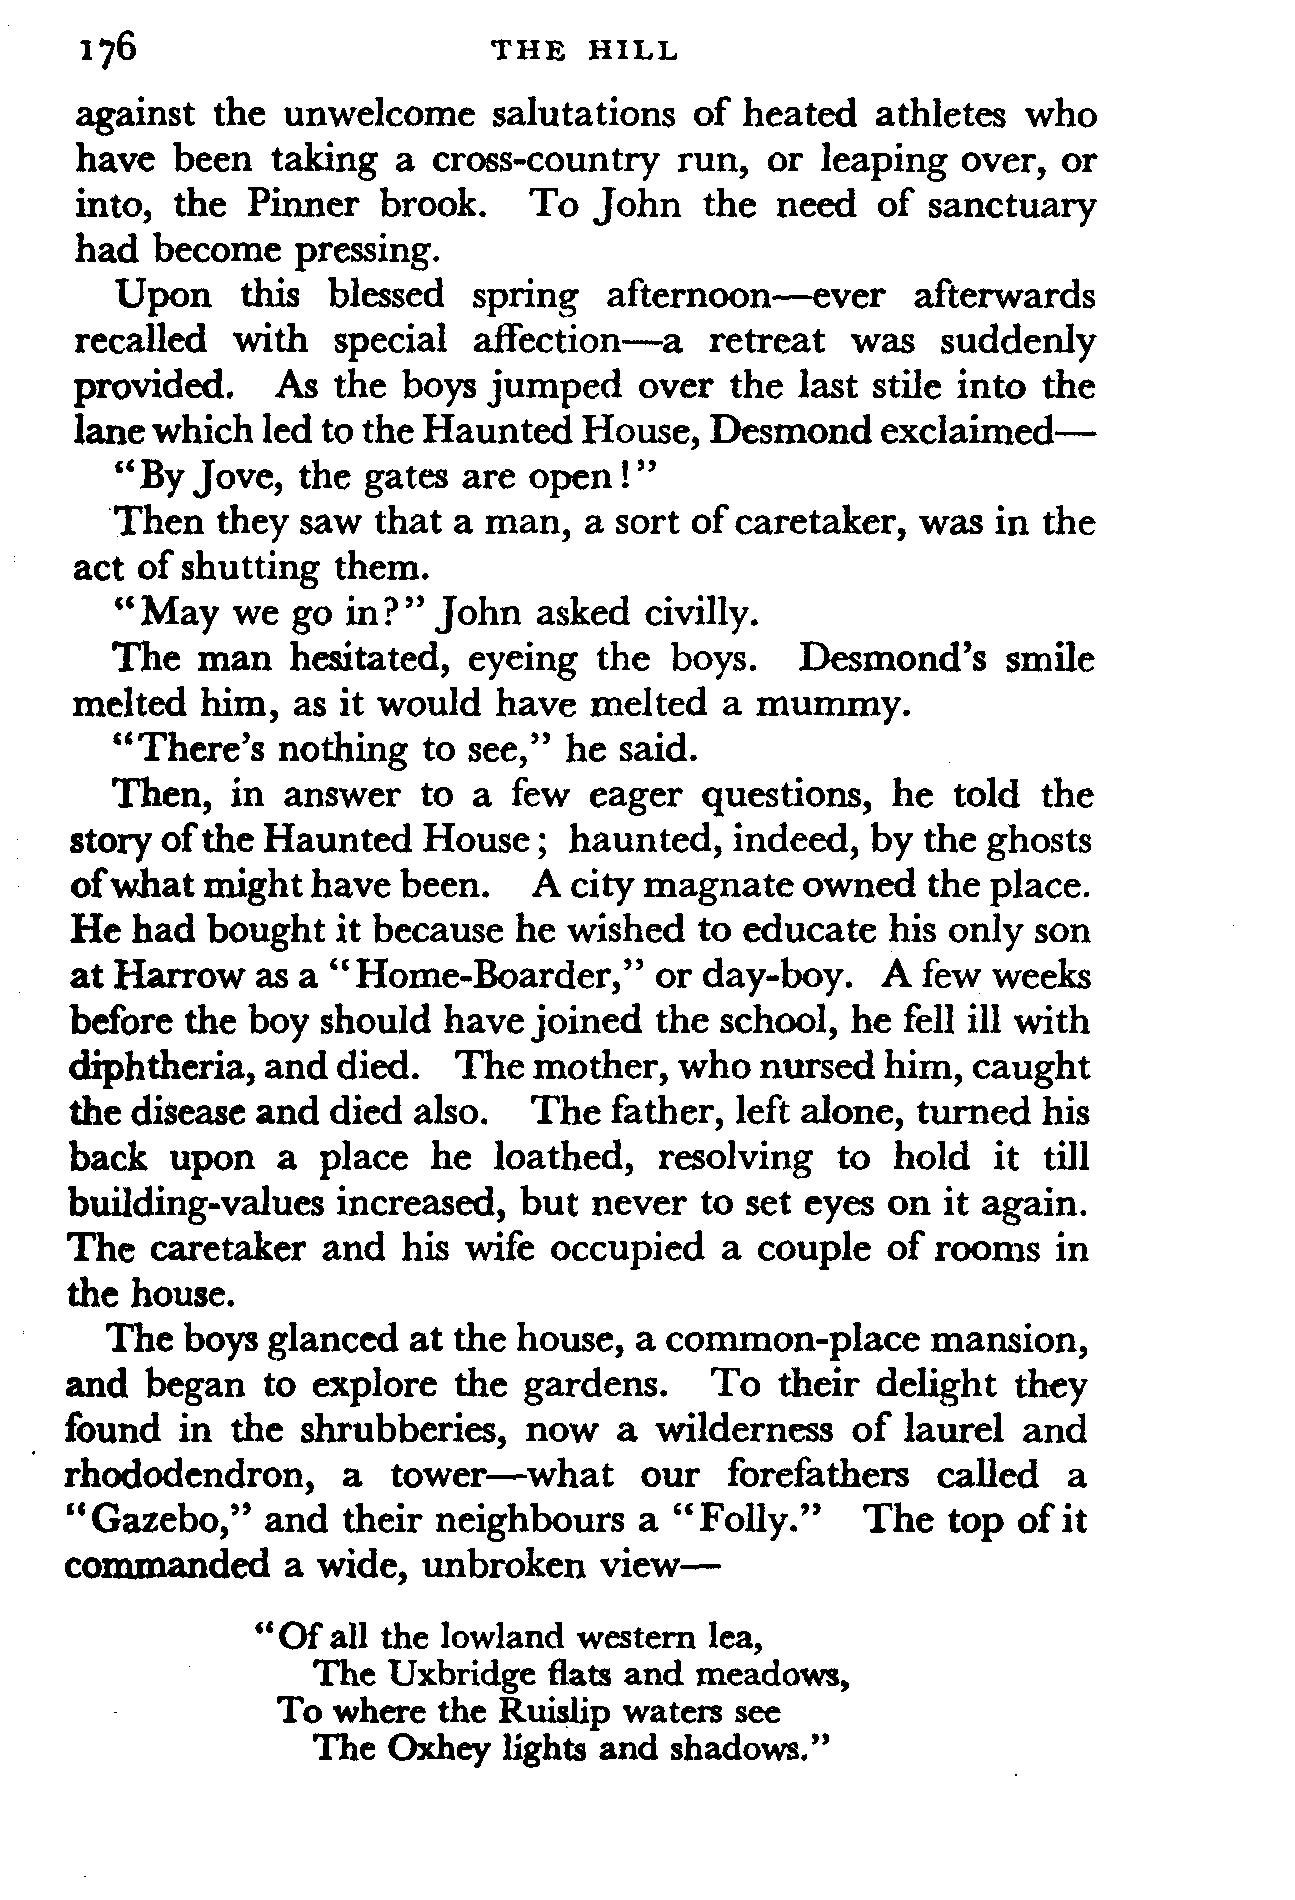 176 THE HILL
against the unwelcome salutations of heated athletes who
have been taking a cross-country run, or leaping over, or
into, the Pinner brook. To John the need of sanctuary
had become pressing.
Upon this blessed spring afternoon—ever afterwards
recalled with special affection—a retreat was suddenly
provided. As the boys jumped over the last stile into the
lane which led to the Haunted House, Desmond exclaimed—
“By Jove, the gates are open!”
Then they saw that a man, a sort of caretaker, was in the
act of shutting them.
“May we go in?” John asked civilly.
The man hesitated, eyeing the boys. Desmond’s smile
melted him, as it would have melted a mummy.
“There’s nothing to see,” he said.
Then, in answer to a few eager questions, he told the
story of the Haunted House; haunted, indeed, by the ghosts
of what might have been. A city magnate owned the place.
He had bought it because he wished to educate his only son
at Harrow as a “Home-Boarder,” or day-boy. A few weeks
before the boy should have joined the school, he fell ill with
diphtheria, and died. The mother, who nursed him, caught
the disease and died also. The father, left alone, turned his
back upon a place he loathed, resolving to hold it till
building-values increased, but never to set eyes on it again.
The caretaker and his wife occupied a couple of rooms in
the house.
The boys glanced at the house, a common-place mansion,
and began to explore the gardens. To their delight they
found in the shrubberies, now a wilderness of laurel and
rhododendron, a tower—what our forefathers called a
“Gazebo,” and their neighbours a “Folly.” The top of it
commanded a wide, unbroken view—
“Of all the lowland western lea,
The Uxbridge flats and meadows,
To where the Ruislip waters see
The Oxhey lights and shadows.”